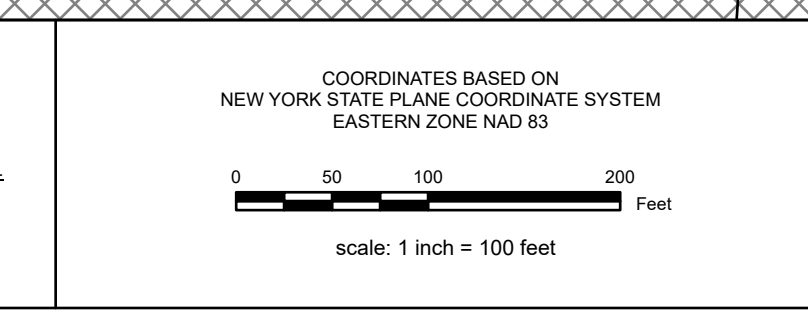 COORDINATES BASED ON
NEW YORK STATE PLANE COORDINATE SYSTEM
EASTERN ZONE NAD 83
0 50 100 200
Feet
scale: 1 inch = 100 feet